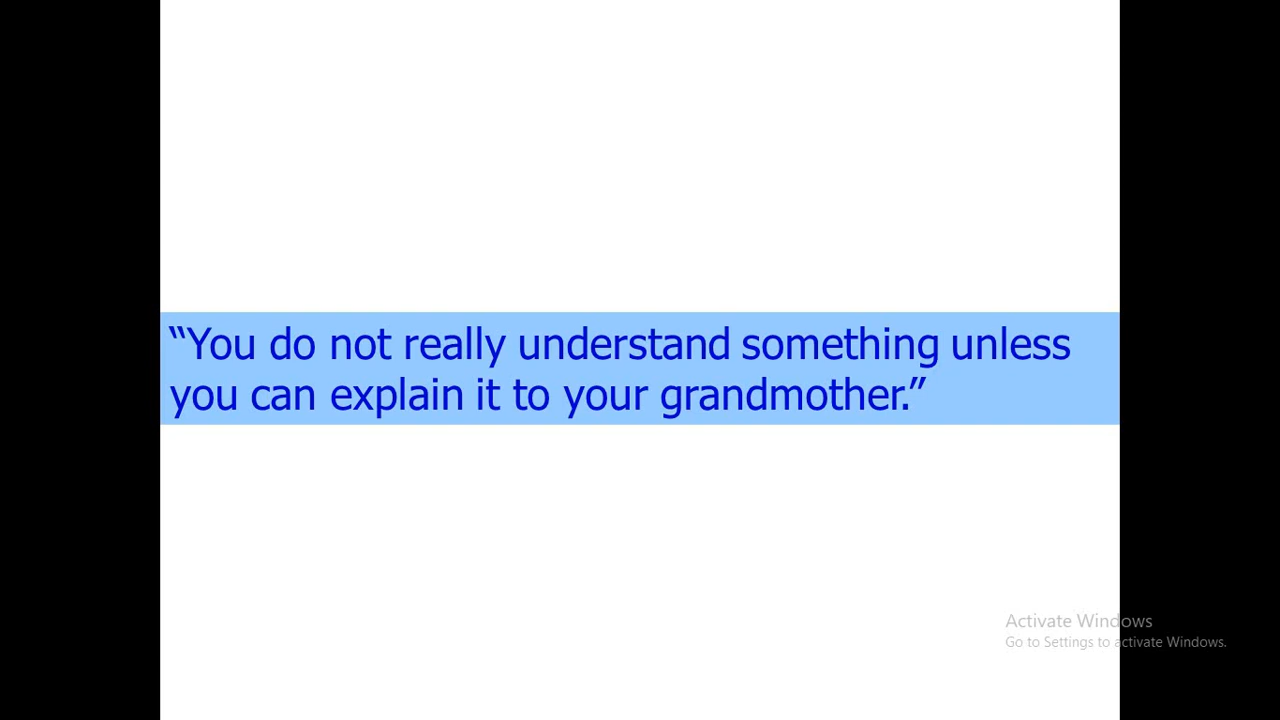 “You do not really understand something unless
you can explain it to your grandmother.”
Activate Windows
Go to Settings to activate Windows.